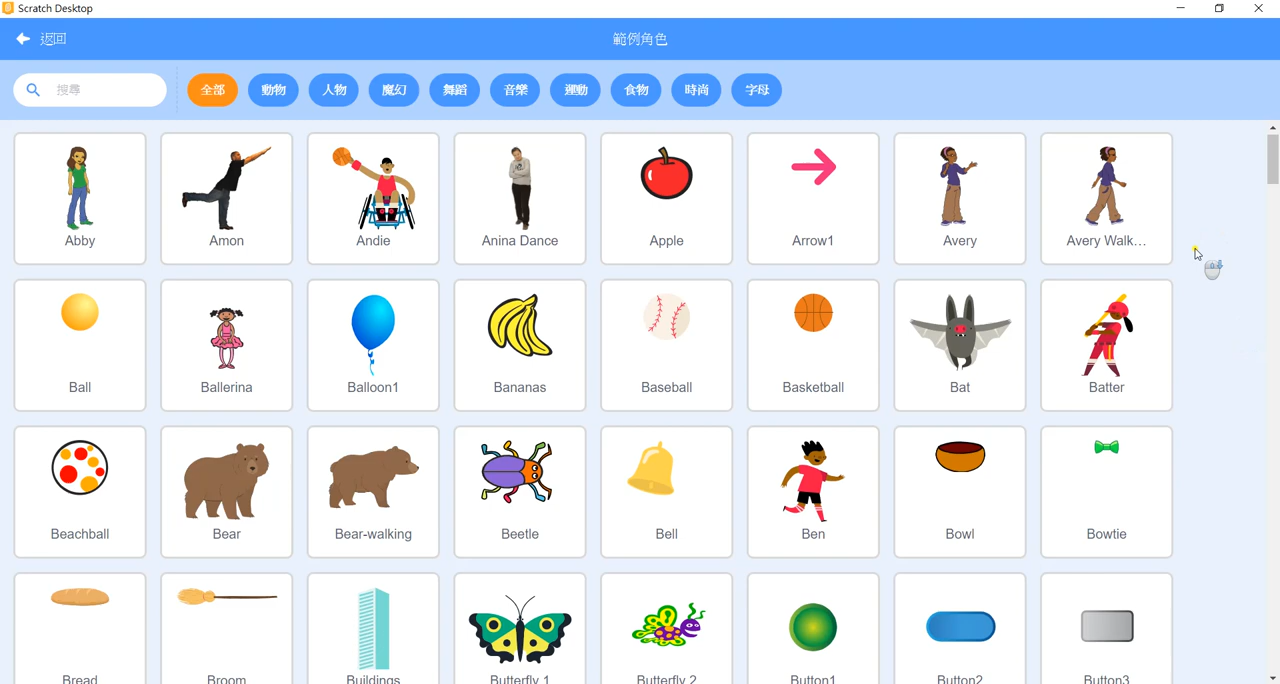 Scratch Desktop
返回
範例角色
搜尋
全部 動物 人物 魔幻 舞蹈 音樂 運動 食物 時尚 字母
Abby Amon Andie Anina Dance Apple Arrow1 Avery Avery Walk...
Ball Ballerina Balloon1 Bananas Baseball Basketball Bat Batter
Beachball Bear Bear-walking Beetle Bell Ben Bowl Bowtie
Bread Broom Buildings Butterfly 1 Butterfly 2 Button1 Button2 Button3